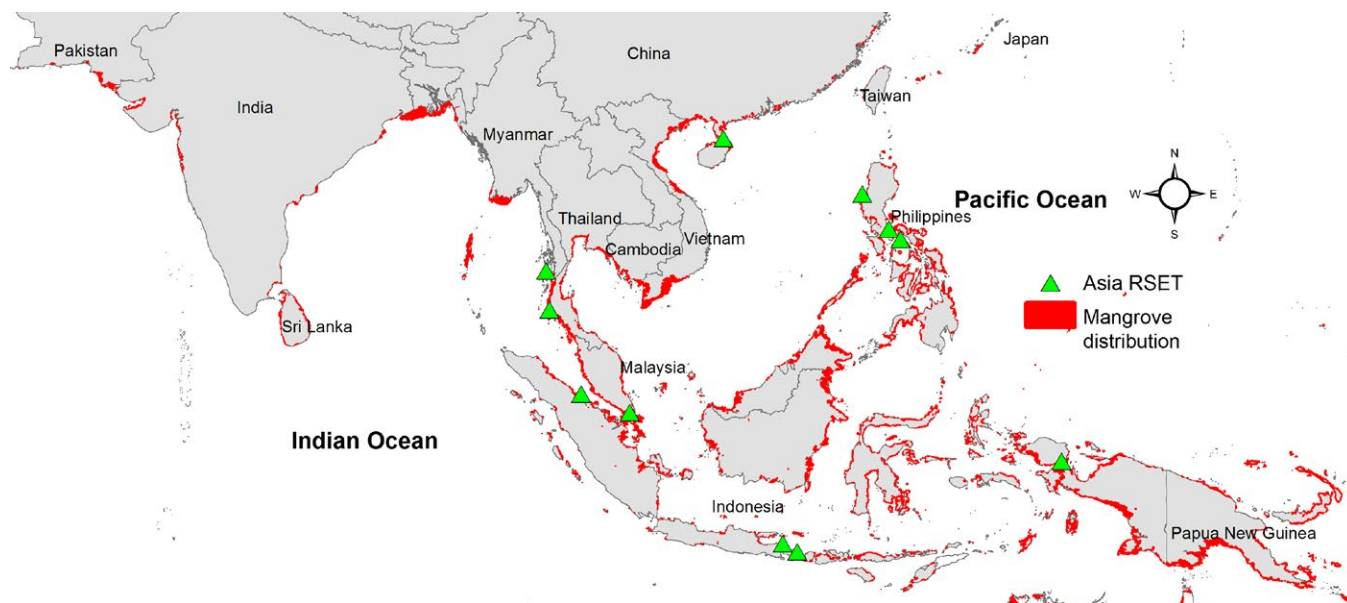 Pakistan
China
Japan
India
Taiwan
Myanmar
N
W
E
S
Pacific Ocean
Thailand
Philippines
Vietnam
Cambodia
Asia RSET
Mangrove
distribution
Sri Lanka
Malaysia
Indian Ocean
Indonesia
Papua New Guinea